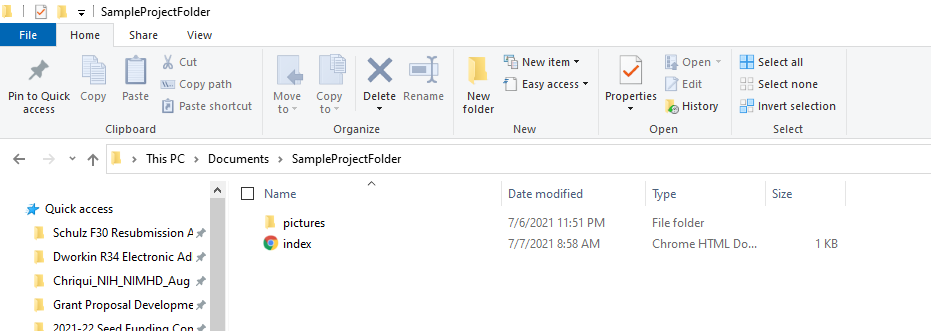 SampleProjectFolder
File Home Share View
Pin to Quick access
Copy
Paste
Cut
Copy path
Paste shortcut
Clipboard
Move to
Copy to
Delete
Rename
Organize
New folder
New item
Easy access
New
Properties
Open
Edit
History
Open
Select all
Select none
Invert selection
Select
This PC > Documents > SampleProjectFolder
Name Date modified Type Size
pictures 7/6/2021 11:51 PM File folder
index 7/7/2021 8:58 AM Chrome HTML Do... 1 KB
Quick access
Schulz F30 Resubmission A
Dworkin R34 Electronic Ad
Chriqui_NIH_NIMHD_Aug
Grant Proposal Developme
2021-22 Seed Funding Con